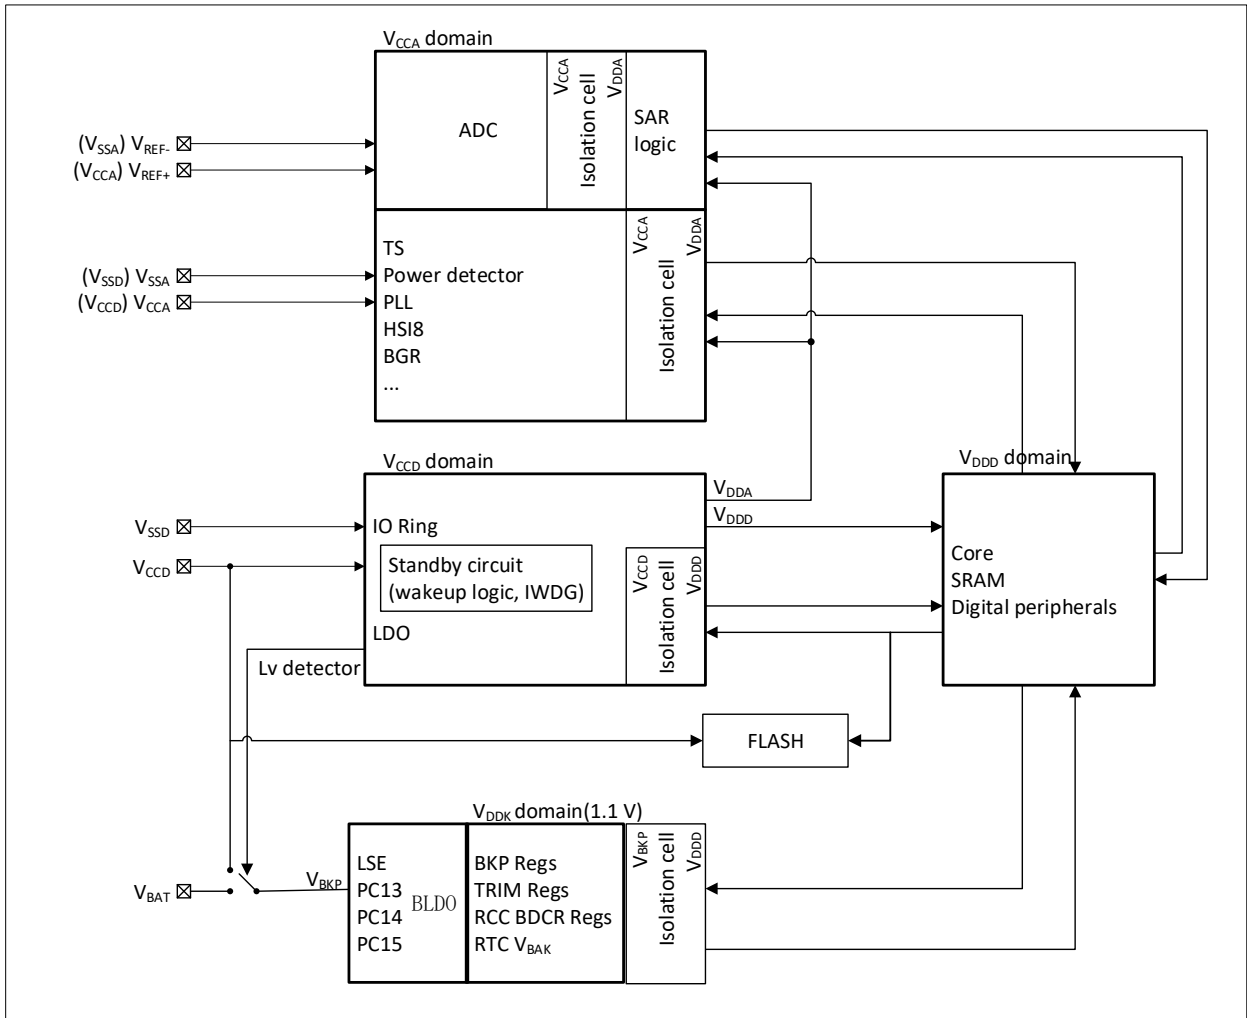 VCCA domain
ADC
VCCA
Isolation cell
VDDA
SAR
logic
(VSSA) VREF-
(VCCA) VREF+
TS
Power detector
PLL
HSI8
BGR
...
VCCA
Isolation cell
VDDA
(VSSD) VSSA
(VCCD) VCCA
VCCD domain
VDDA
VDDD
VDDD domain
VSSD
VCCD
IO Ring
Standby circuit
(wakeup logic, IWDG)
LDO
VCCD
Isolation cell
VDDD
Core
SRAM
Digital peripherals
Lv detector
FLASH
VDDK domain(1.1 V)
VBAT
VBKP
LSE
PC13
PC14
PC15
BLDO
BKP Regs
TRIM Regs
RCC BDCR Regs
RTC VBAK
VBKP
Isolation cell
VDDD